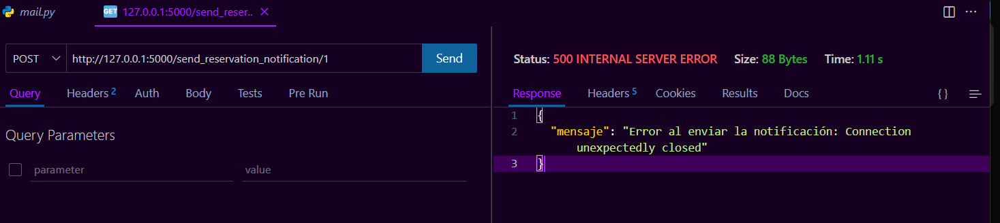 mail.py
GET 127.0.0.1:5000/send_reser.. ×
POST http://127.0.0.1:5000/send_reservation_notification/1 Send
Query Headers 2 Auth Body Tests Pre Run
Query Parameters
parameter value
Status: 500 INTERNAL SERVER ERROR Size: 88 Bytes Time: 1.11 s
Response Headers 5 Cookies Results Docs { }
1 {
2 "mensaje": "Error al enviar la notificación: Connection
unexpectedly closed"
3 }